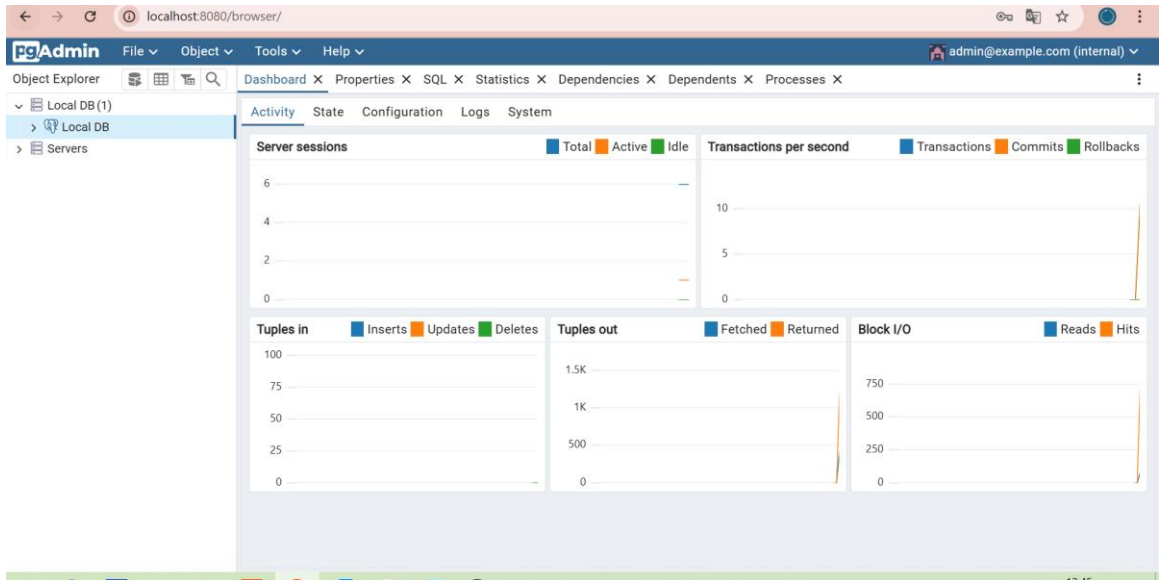 localhost:8080/browser/
pgAdmin File Object Tools Help admin@example.com (internal)
Object Explorer Dashboard Properties SQL Statistics Dependencies Dependents Processes
Local DB (1)
Local DB
Servers
Activity State Configuration Logs System
Server sessions Total Active Idle
6
4
2
0
Transactions per second Transactions Commits Rollbacks
10
5
0
Tuples in Inserts Updates Deletes
100
75
50
25
0
Tuples out Fetched Returned
1.5K
1K
500
0
Block I/O Reads Hits
750
500
250
0